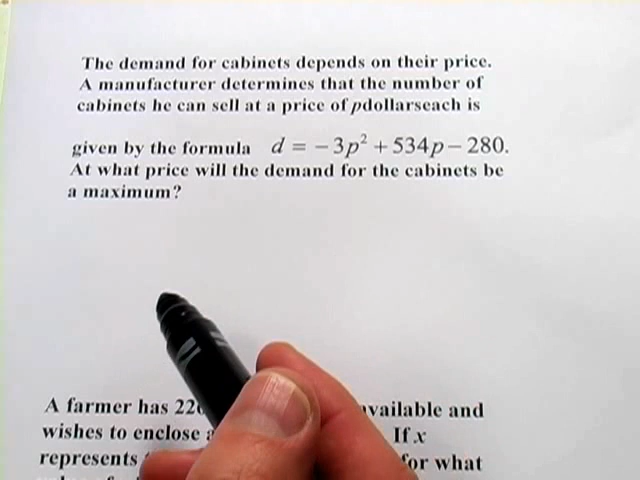 The demand for cabinets depends on their price.
A manufacturer determines that the number of
cabinets he can sell at a price of pdollarseach is
given by the formula d = −3p² + 534p − 280.
At what price will the demand for the cabinets be
a maximum?
A farmer has available and
wishes to enclose If x
represents for what